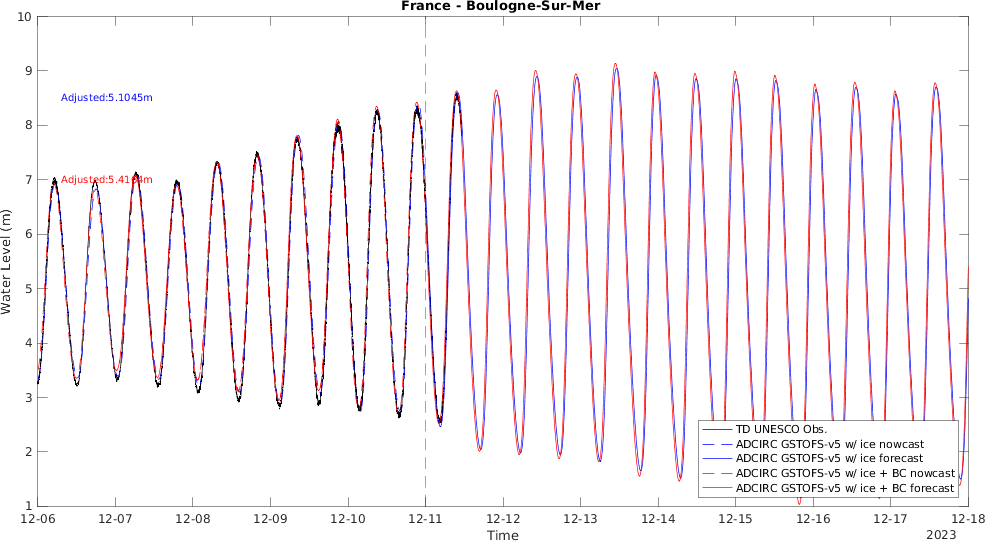 France - Boulogne-Sur-Mer
Water Level (m)
10
9
8
7
6
5
4
3
2
1
Adjusted:5.1045m
TD UNESCO Obs.
ADCIRC GSTOFS-v5 w/ ice nowcast
ADCIRC GSTOFS-v5 w/ ice forecast
ADCIRC GSTOFS-v5 w/ ice + BC nowcast
ADCIRC GSTOFS-v5 w/ ice + BC forecast
12-06
12-07
12-08
12-09
12-10
12-11
12-12
12-13
12-14
12-15
12-16
12-17
12-18
Time
2023